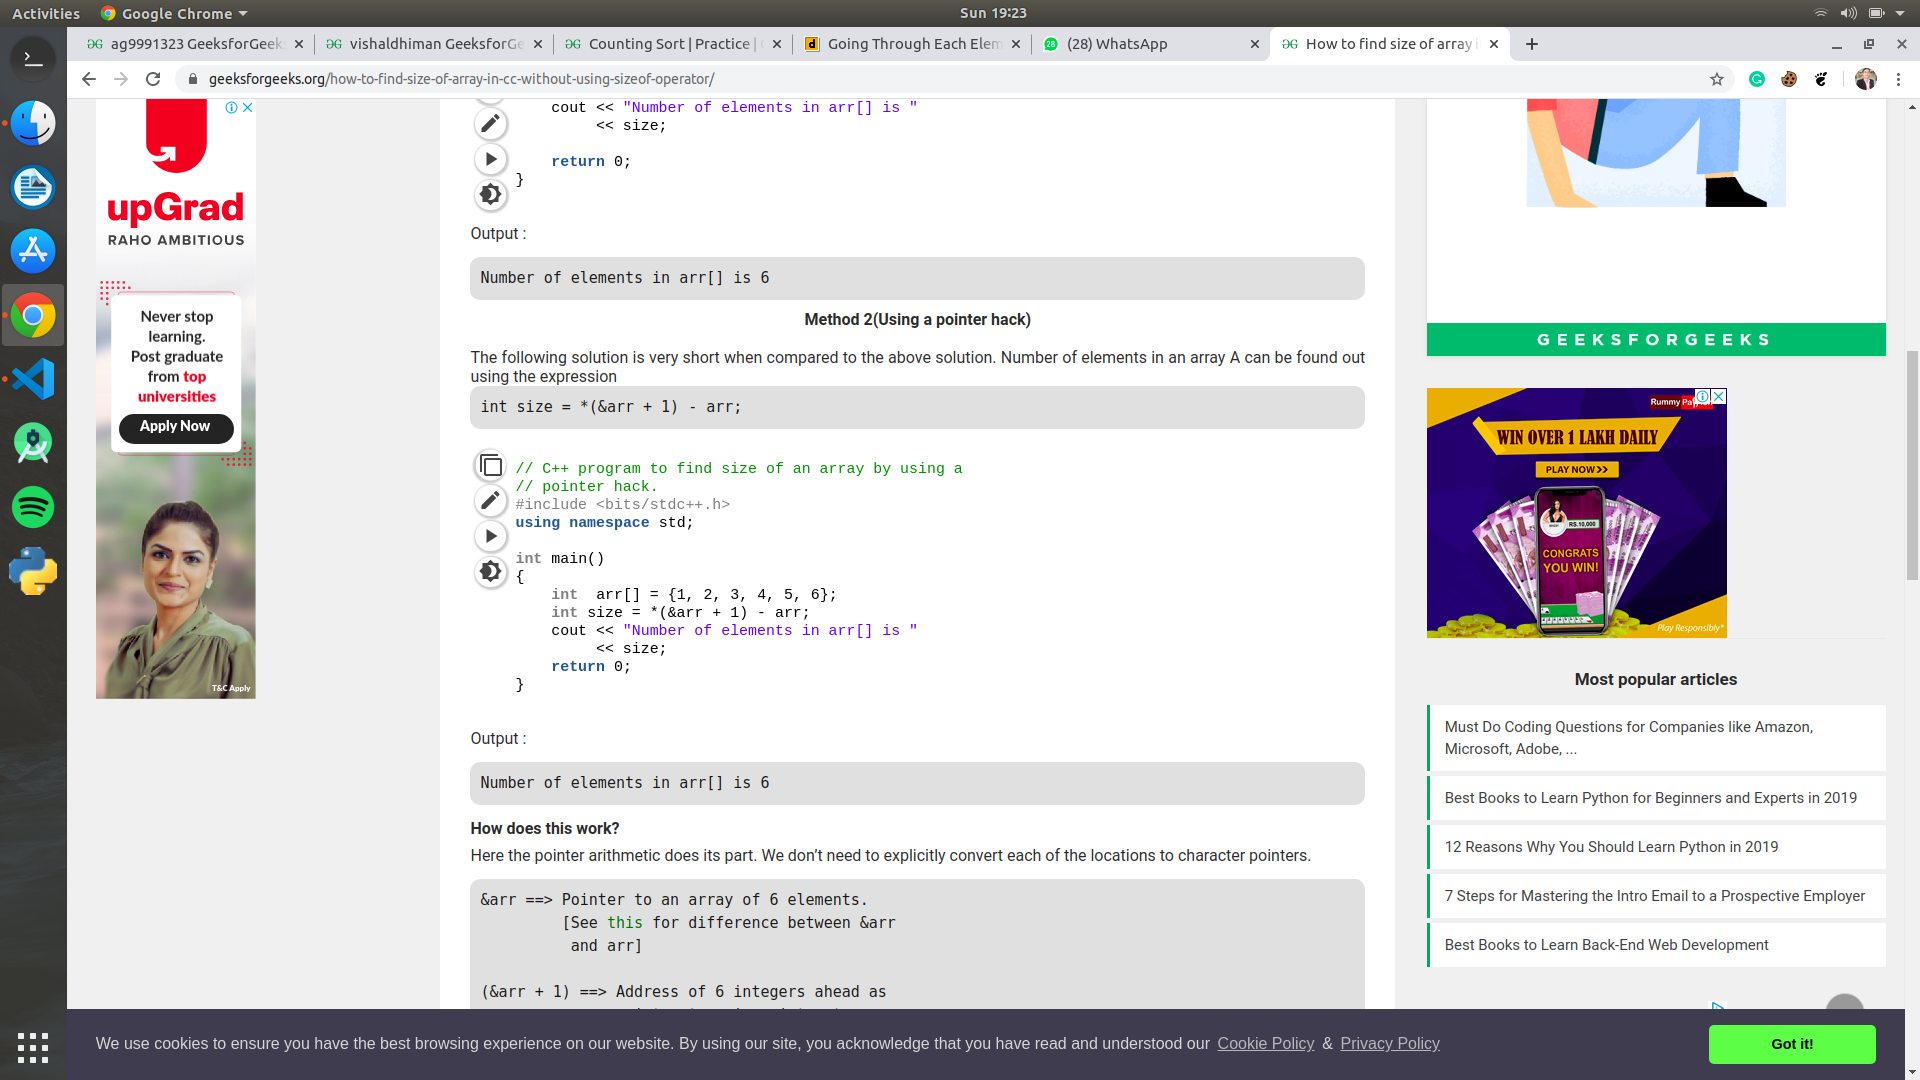 Activities
Google Chrome
Sun 19:23
ag9991323 GeeksforGeek
vishaldhiman GeeksforGe
Counting Sort | Practice |
Going Through Each Elem
(28) WhatsApp
How to find size of array i
geeksforgeeks.org/how-to-find-size-of-array-in-cc-without-using-sizeof-operator/
cout << "Number of elements in arr[] is "
<< size;
return 0;
}
Output :
Number of elements in arr[] is 6
Method 2(Using a pointer hack)
The following solution is very short when compared to the above solution. Number of elements in an array A can be found out
using the expression
int size = *(&arr + 1) - arr;
// C++ program to find size of an array by using a
// pointer hack.
#include <bits/stdc++.h>
using namespace std;
int main()
{
int  arr[] = {1, 2, 3, 4, 5, 6};
int size = *(&arr + 1) - arr;
cout << "Number of elements in arr[] is "
<< size;
return 0;
}
Output :
Number of elements in arr[] is 6
How does this work?
Here the pointer arithmetic does its part. We don’t need to explicitly convert each of the locations to character pointers.
&arr ==> Pointer to an array of 6 elements.
[See this for difference between &arr
and arr]
(&arr + 1) ==> Address of 6 integers ahead as
upGrad
RAHO AMBITIOUS
Never stop
learning.
Post graduate
from top
universities
Apply Now
T&C Apply
GEEKSFORGEEKS
Rummy
WIN OVER 1 LAKH DAILY
PLAY NOW>>
RS.10,000
CONGRATS
YOU WIN!
Play Responsibly*
Most popular articles
Must Do Coding Questions for Companies like Amazon,
Microsoft, Adobe, ...
Best Books to Learn Python for Beginners and Experts in 2019
12 Reasons Why You Should Learn Python in 2019
7 Steps for Mastering the Intro Email to a Prospective Employer
Best Books to Learn Back-End Web Development
We use cookies to ensure you have the best browsing experience on our website. By using our site, you acknowledge that you have read and understood our Cookie Policy & Privacy Policy
Got it!